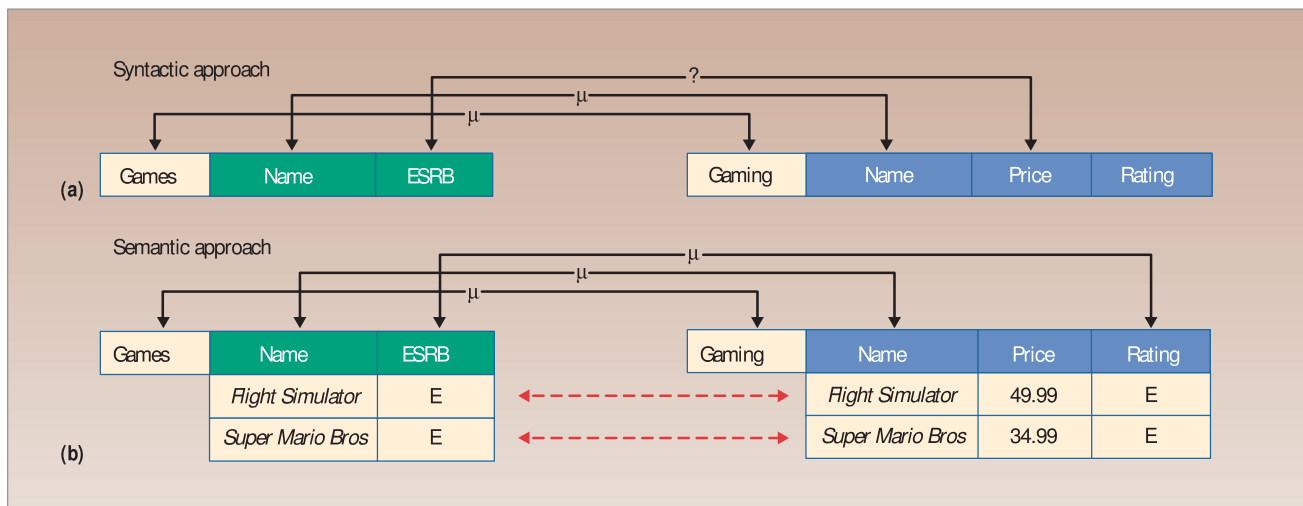 Syntactic approach
?
μ
μ
Games Name ESRB Gaming Name Price Rating
(a)
Semantic approach
μ
μ
μ
Games Name ESRB Gaming Name Price Rating
Flight Simulator E Flight Simulator 49.99 E
Super Mario Bros E Super Mario Bros 34.99 E
(b)